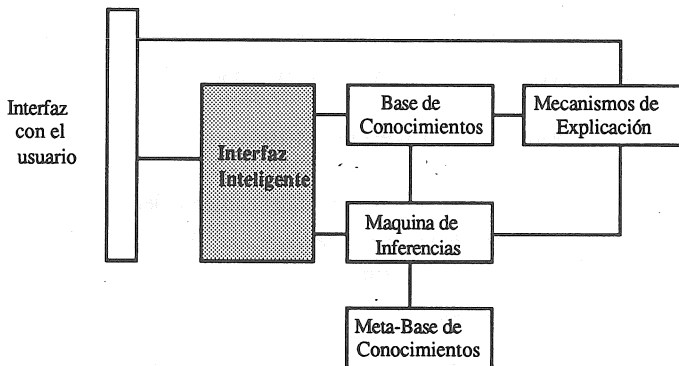 Interfaz
con el
usuario
Interfaz
Inteligente
Base de
Conocimientos
Mecanismos de
Explicación
Maquina de
Inferencias
Meta-Base de
Conocimientos